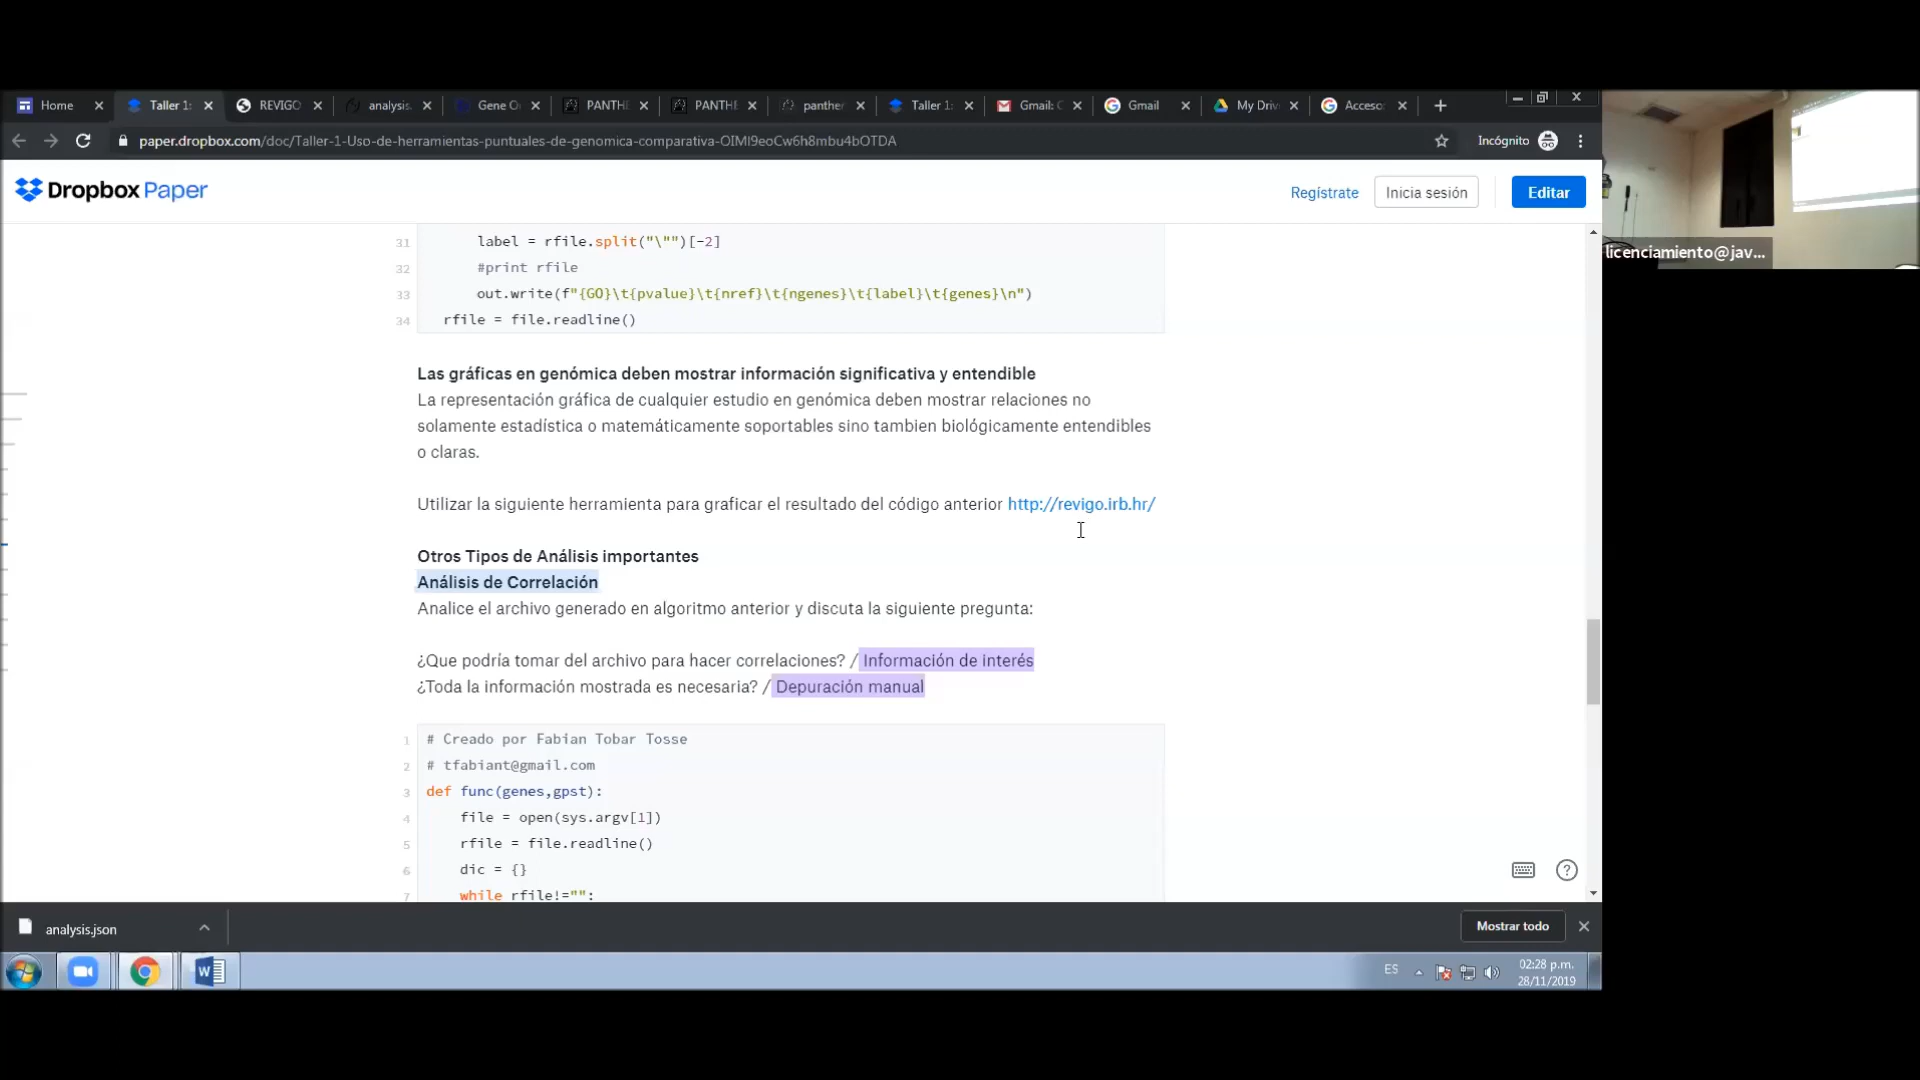 Home
Taller 1:
REVIGO
analysis.
Gene O
PANTHE
PANTHE
panther
Taller 1:
Gmail: C
Gmail
My Driv
Acceso
paper.dropbox.com/doc/Taller-1-Uso-de-herramientas-puntuales-de-genomica-comparativa-OIMI9eoCw6h8mbu4bOTDA
Incógnito
Dropbox Paper
Regístrate
Inicia sesión
Editar
licenciamiento@jav...
31 label = rfile.split("\"")[-2]
32 #print rfile
33 out.write(f"{GO}\t{pvalue}\t{nref}\t{ngenes}\t{label}\t{genes}\n")
34 rfile = file.readline()
Las gráficas en genómica deben mostrar información significativa y entendible
La representación gráfica de cualquier estudio en genómica deben mostrar relaciones no
solamente estadística o matemáticamente soportables sino tambien biológicamente entendibles
o claras.
Utilizar la siguiente herramienta para graficar el resultado del código anterior http://revigo.irb.hr/
Otros Tipos de Análisis importantes
Análisis de Correlación
Analice el archivo generado en algoritmo anterior y discuta la siguiente pregunta:
¿Que podría tomar del archivo para hacer correlaciones? / Información de interés
¿Toda la información mostrada es necesaria? / Depuración manual
1 # Creado por Fabian Tobar Tosse
2 # tfabiant@gmail.com
3 def func(genes,gpst):
4 file = open(sys.argv[1])
5 rfile = file.readline()
6 dic = {}
7 while rfile!="":
analysis.json
Mostrar todo
ES
02:28 p.m.
28/11/2019